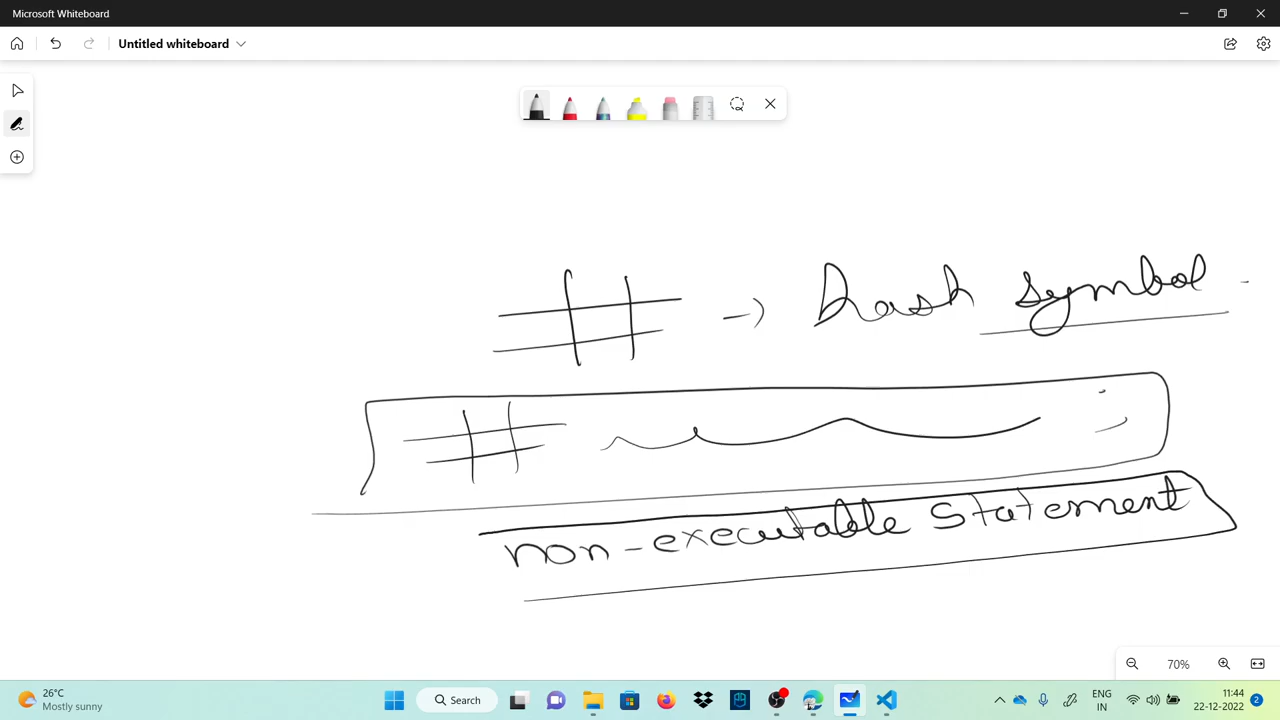 Microsoft Whiteboard
Untitled whiteboard
# -> hash symbol.
# ;
non-executable Statement
70%
26°C
Mostly sunny
Search
ENG
IN
11:44
22-12-2022
2